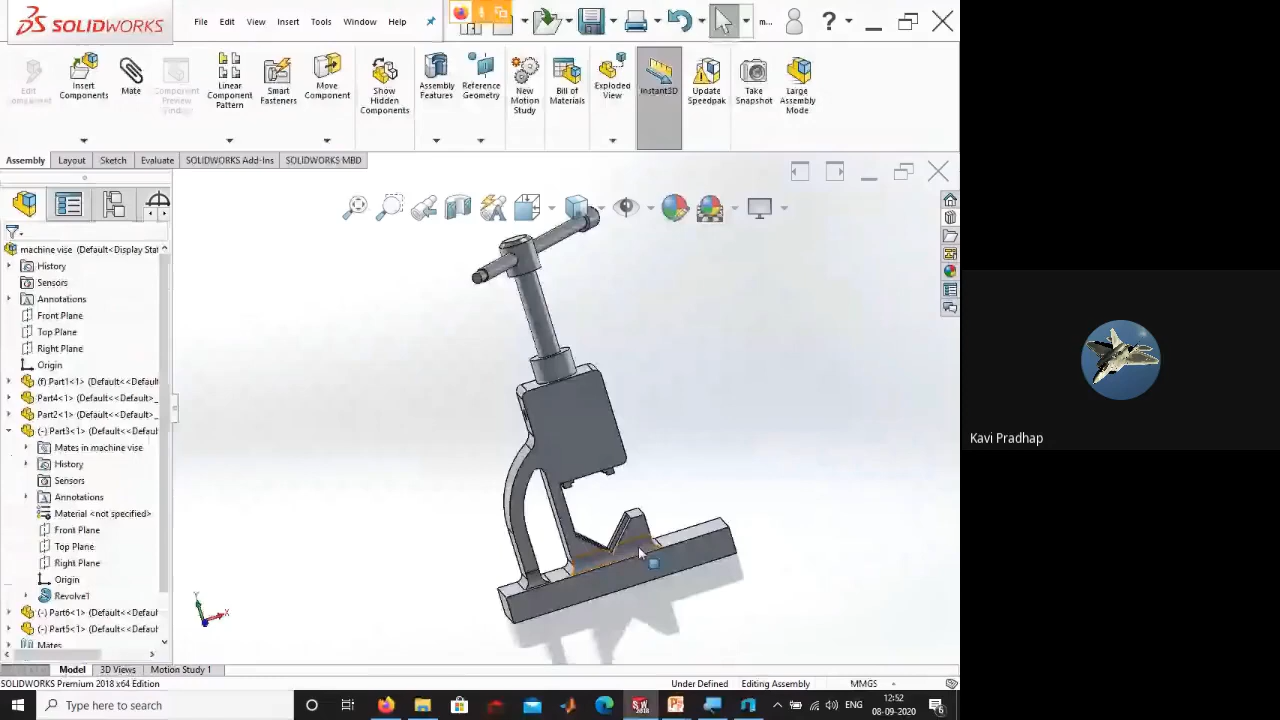 SOLIDWORKS
File Edit View Insert Tools Window Help
m...
?
Edit Component
Insert Components
Mate
Component Preview Window
Linear Component Pattern
Smart Fasteners
Move Component
Show Hidden Components
Assembly Features
Reference Geometry
New Motion Study
Bill of Materials
Exploded View
Instant3D
Update Speedpak
Take Snapshot
Large Assembly Mode
Assembly Layout Sketch Evaluate SOLIDWORKS Add-Ins SOLIDWORKS MBD
machine vise (Default<Display Stat
History
Sensors
Annotations
Front Plane
Top Plane
Right Plane
Origin
(f) Part1<1> (Default<<Default>
Part4<1> (Default<<Default>_
Part2<1> (Default<<Default>_
(-) Part3<1> (Default<<Default
Mates in machine vise
History
Sensors
Annotations
Material <not specified>
Front Plane
Top Plane
Right Plane
Origin
Revolve1
(-) Part6<1> (Default<<Default
(-) Part5<1> (Default<<Default
Mates
Y
X
Model 3D Views Motion Study 1
SOLIDWORKS Premium 2018 x64 Edition
Under Defined Editing Assembly MMGS
Type here to search
ENG
12:52
08-09-2020
6
Kavi Pradhap